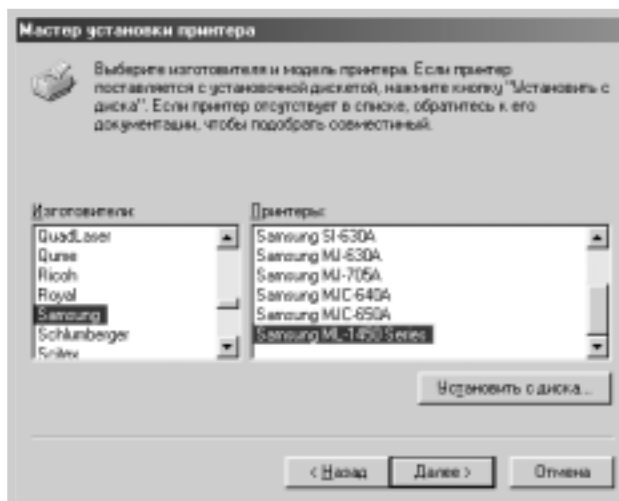 Мастер установки принтера
Выберите изготовителя и модель принтера. Если принтер
поставляется с установочной дискетой, нажмите кнопку "Установить с
диска". Если принтер отсутствует в списке, обратитесь к его
документации, чтобы подобрать совместимый.
Изготовители:
Принтеры:
QuadLaser
Qume
Ricoh
Royal
Samsung
Schlumberger
Scitex
Samsung SI-630A
Samsung MJ-630A
Samsung MJ-705A
Samsung MJC-640A
Samsung MJC-650A
Samsung ML-1450 Series
Установить с диска...
< Назад
Далее >
Отмена